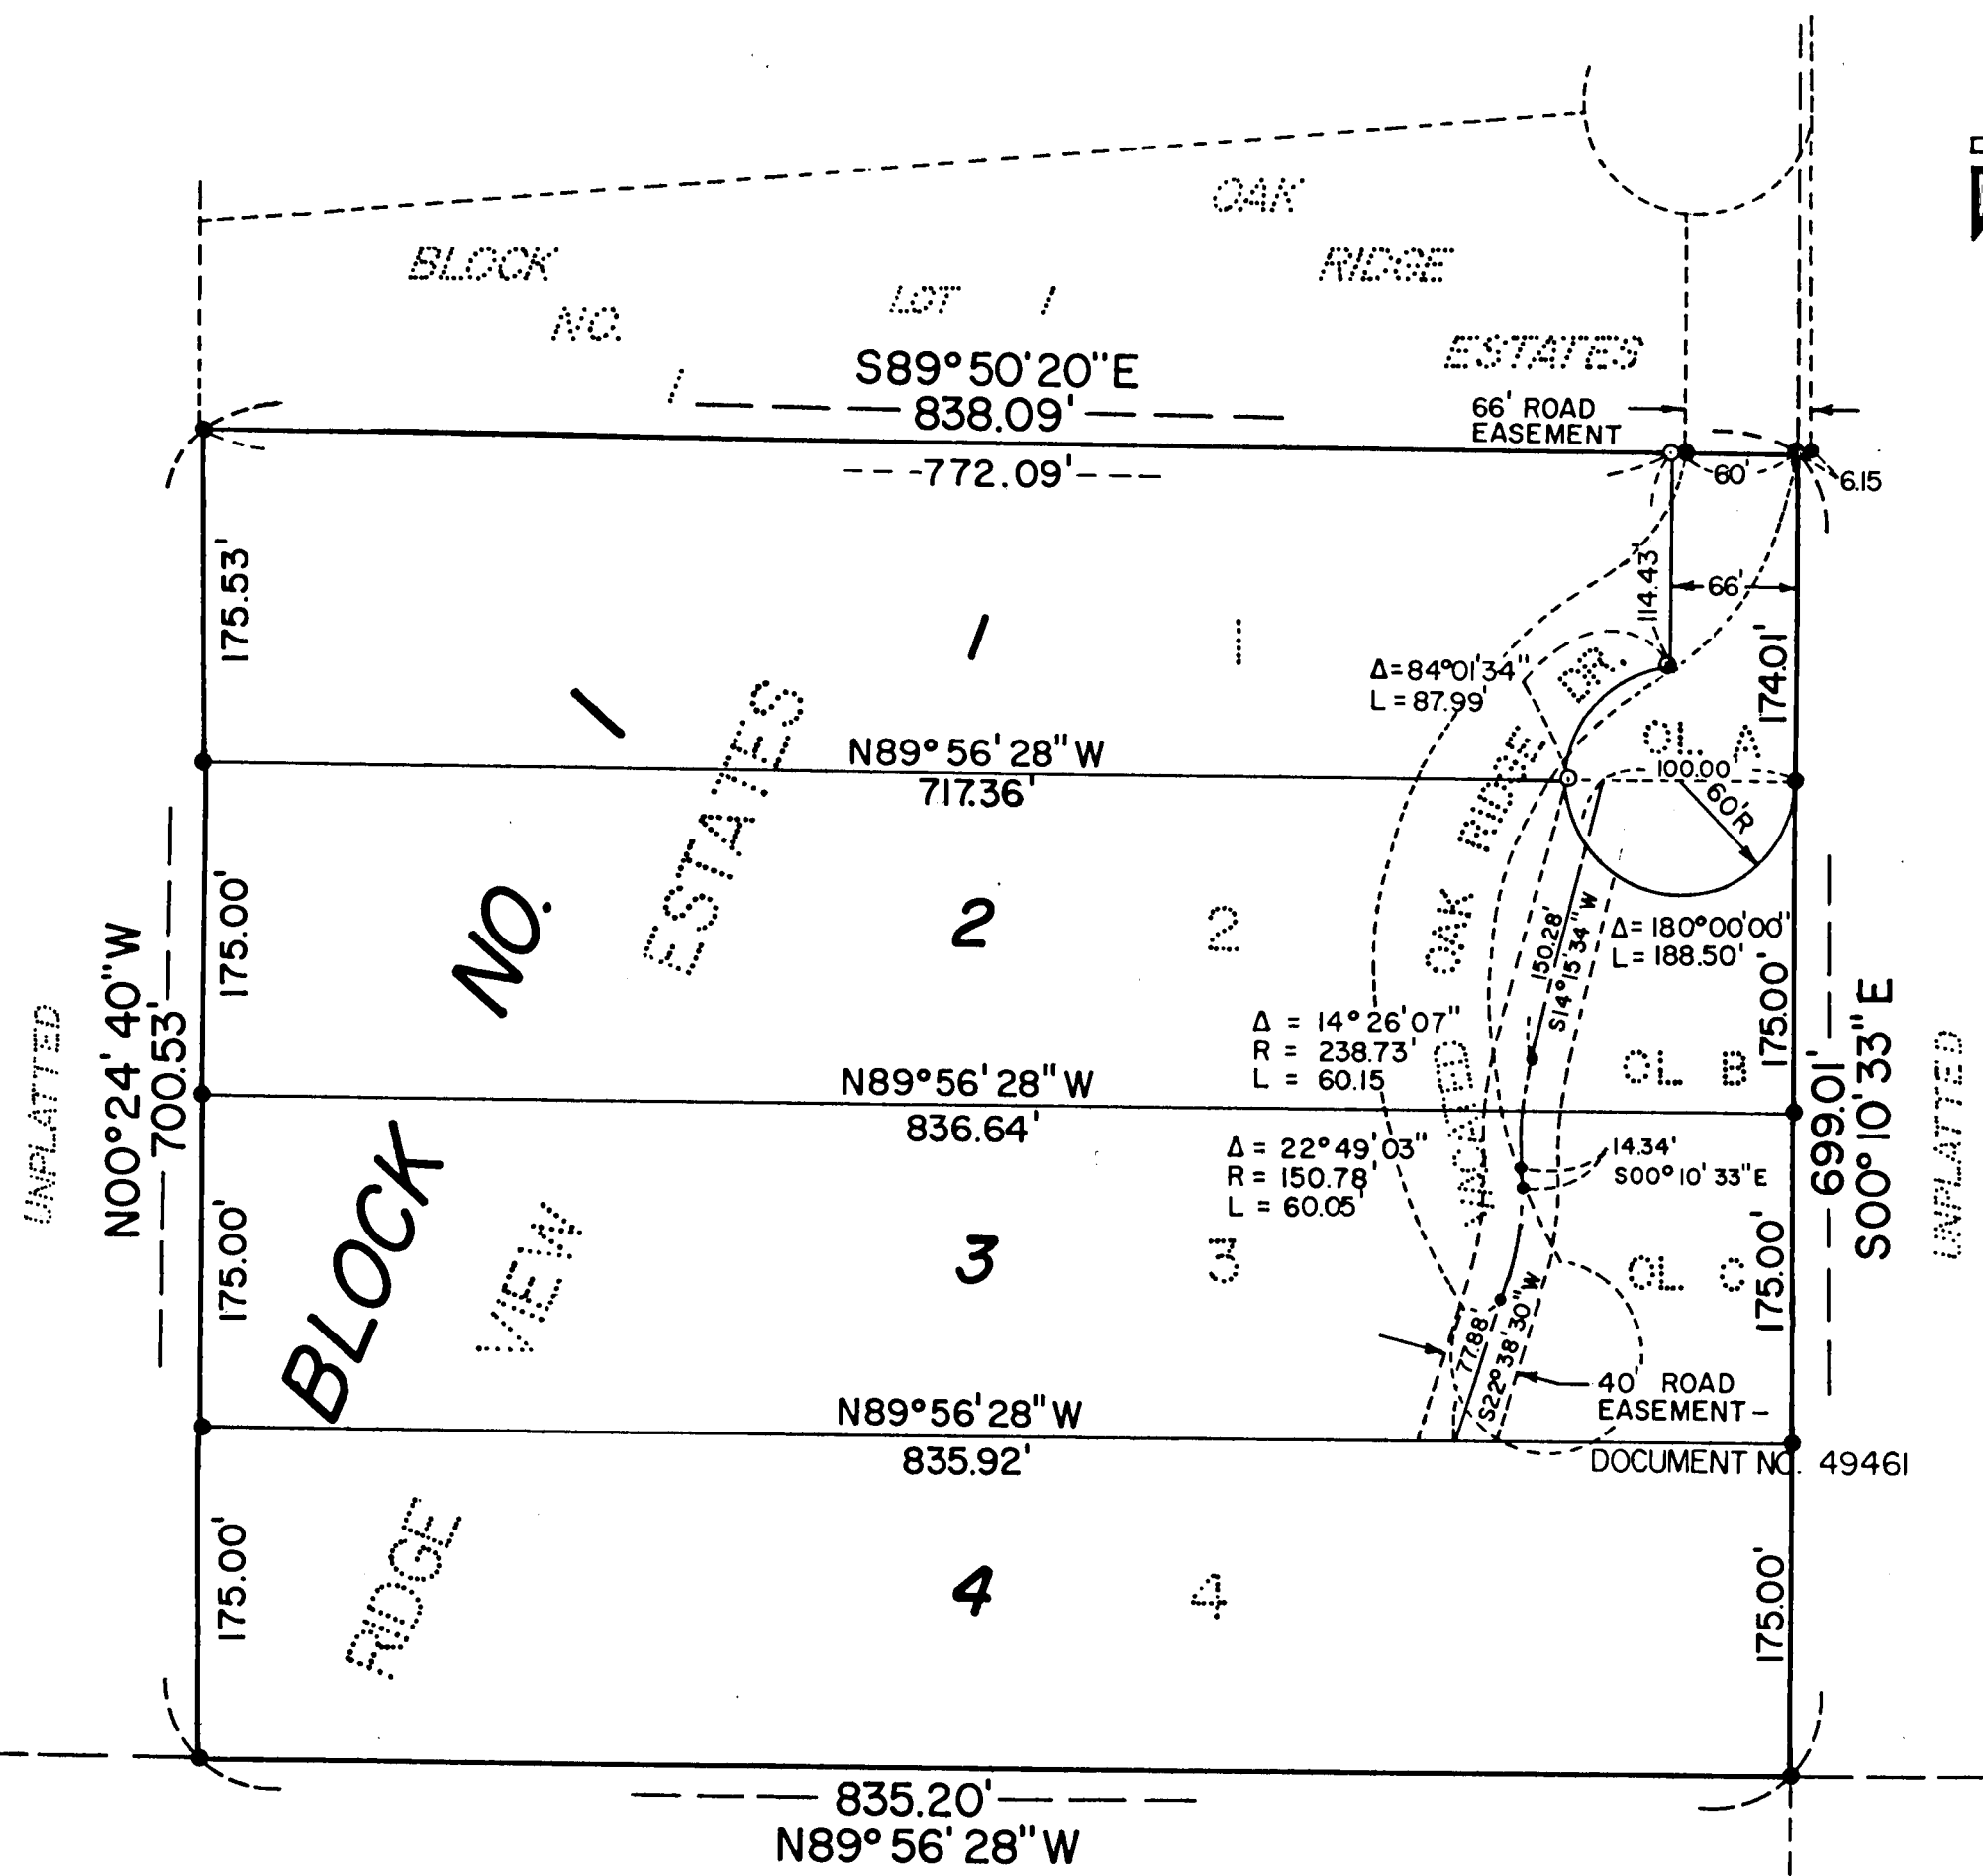 OAK
BLOCK
RIDGE
NO.
LOT 1
ESTATES
1
S89°50'20"E
838.09'
66' ROAD
EASEMENT
772.09'
60'
6.15
175.53'
114.43'
66'
1
1
174.01'
Δ=84°01'34"
L=87.99'
DR.
OL A
N89°56'28"W
717.36'
100.00
60'R
1
ESTATES
RIDGE
NO.
2
2
OAK
175.00'
150.28'
S14°15'34"W
Δ=180°00'00"
L=188.50'
175.00'
N00°24'40"W
700.53'
UNPLATTED
Δ = 14°26'07"
R = 238.73'
L = 60.15
VACATED
OL B
N89°56'28"W
836.64'
699.01'
S00°10'33"E
UNPLATTED
Δ = 22°49'03"
R = 150.78'
L = 60.05'
14.34'
S00°10'33"E
BLOCK
VIEW
175.00'
3
3
OL C
175.00'
77.88'
S22°38'30"W
40' ROAD
EASEMENT-
N89°56'28"W
835.92'
DOCUMENT NO. 49461
RIDGE
175.00'
4
4
175.00'
835.20'
N89°56'28"W